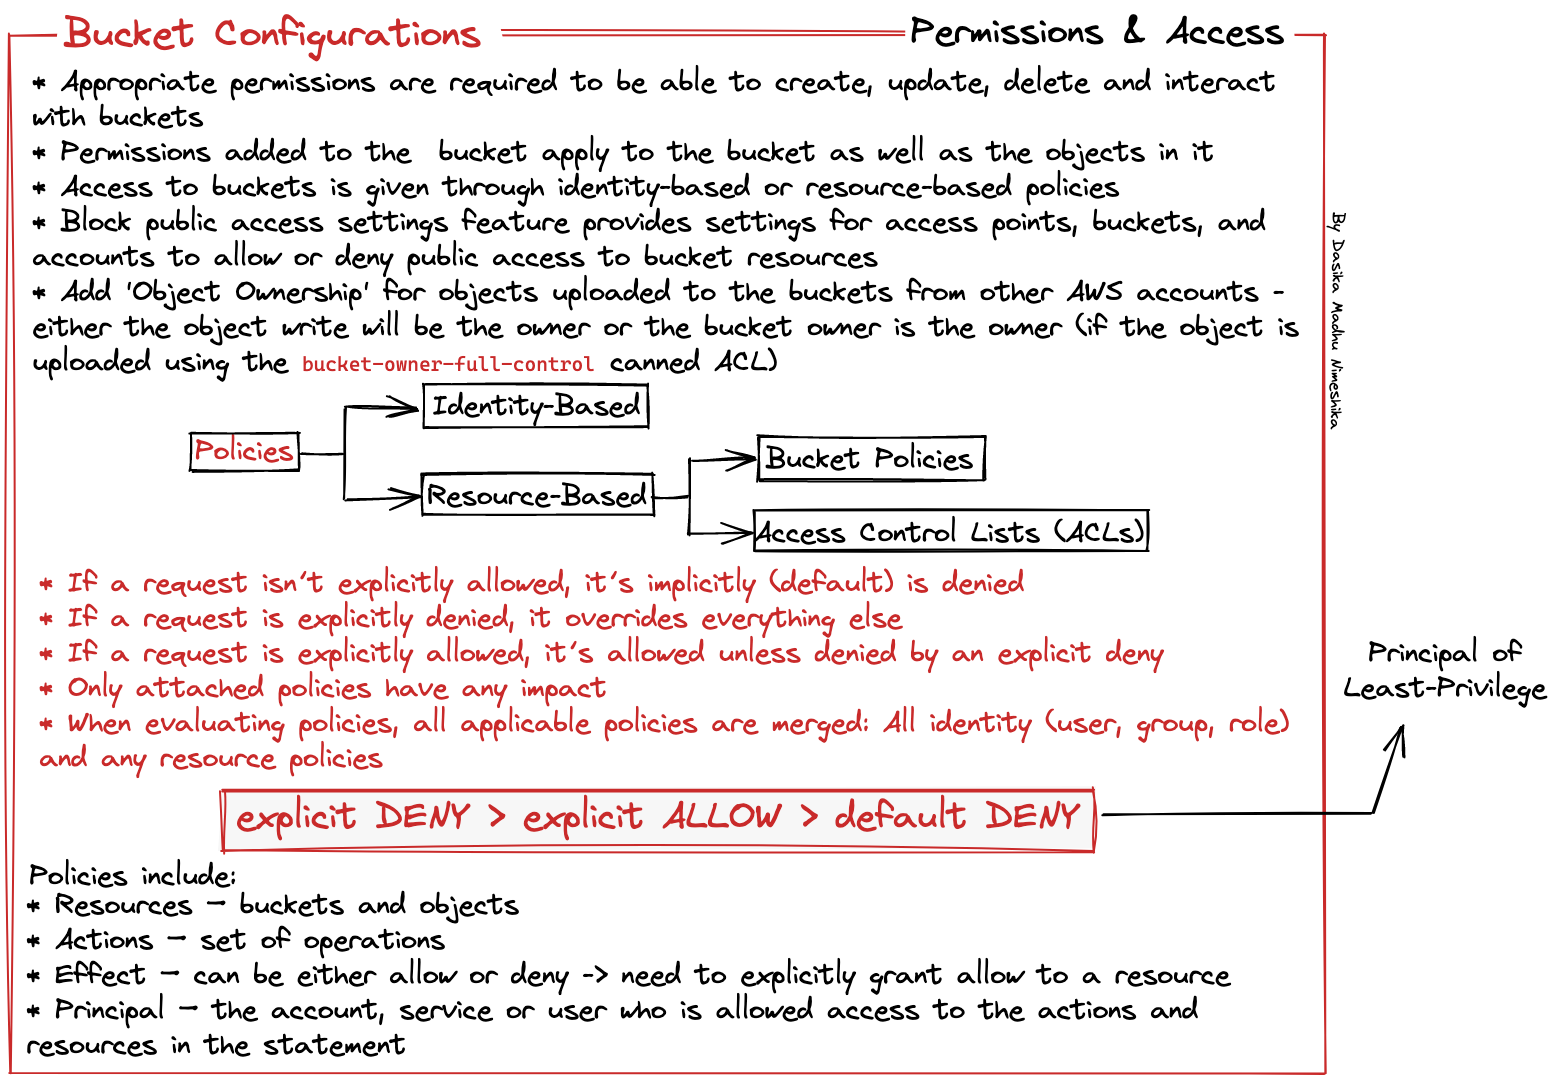 Bucket Configurations
Permissions & Access
* Appropriate permissions are required to be able to create, update, delete and interact
with buckets
* Permissions added to the bucket apply to the bucket as well as the objects in it
* Access to buckets is given through identity-based or resource-based policies
* Block public access settings feature provides settings for access points, buckets, and
accounts to allow or deny public access to bucket resources
* Add 'Object Ownership' for objects uploaded to the buckets from other AWS accounts -
either the object write will be the owner or the bucket owner is the owner (if the object is
uploaded using the bucket-owner-full-control canned ACL)
By Dasika Madhu Nimeshika
Policies
Identity-Based
Resource-Based
Bucket Policies
Access Control Lists (ACLs)
* If a request isn't explicitly allowed, it's implicitly (default) is denied
* If a request is explicitly denied, it overrides everything else
* If a request is explicitly allowed, it's allowed unless denied by an explicit deny
* Only attached policies have any impact
* When evaluating policies, all applicable policies are merged: All identity (user, group, role)
and any resource policies
explicit DENY > explicit ALLOW > default DENY
Principal of
Least-Privilege
Policies include:
* Resources – buckets and objects
* Actions – set of operations
* Effect – can be either allow or deny -> need to explicitly grant allow to a resource
* Principal – the account, service or user who is allowed access to the actions and
resources in the statement